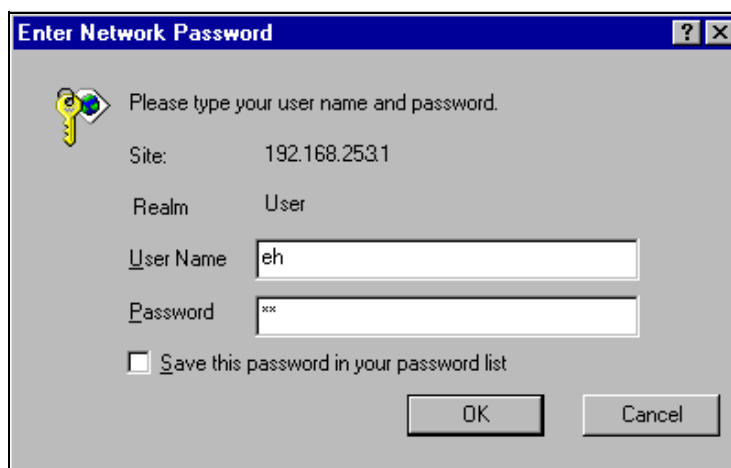 Enter Network Password
Please type your user name and password.
Site: 192.168.253.1
Realm User
User Name eh
Password **
Save this password in your password list
OK Cancel